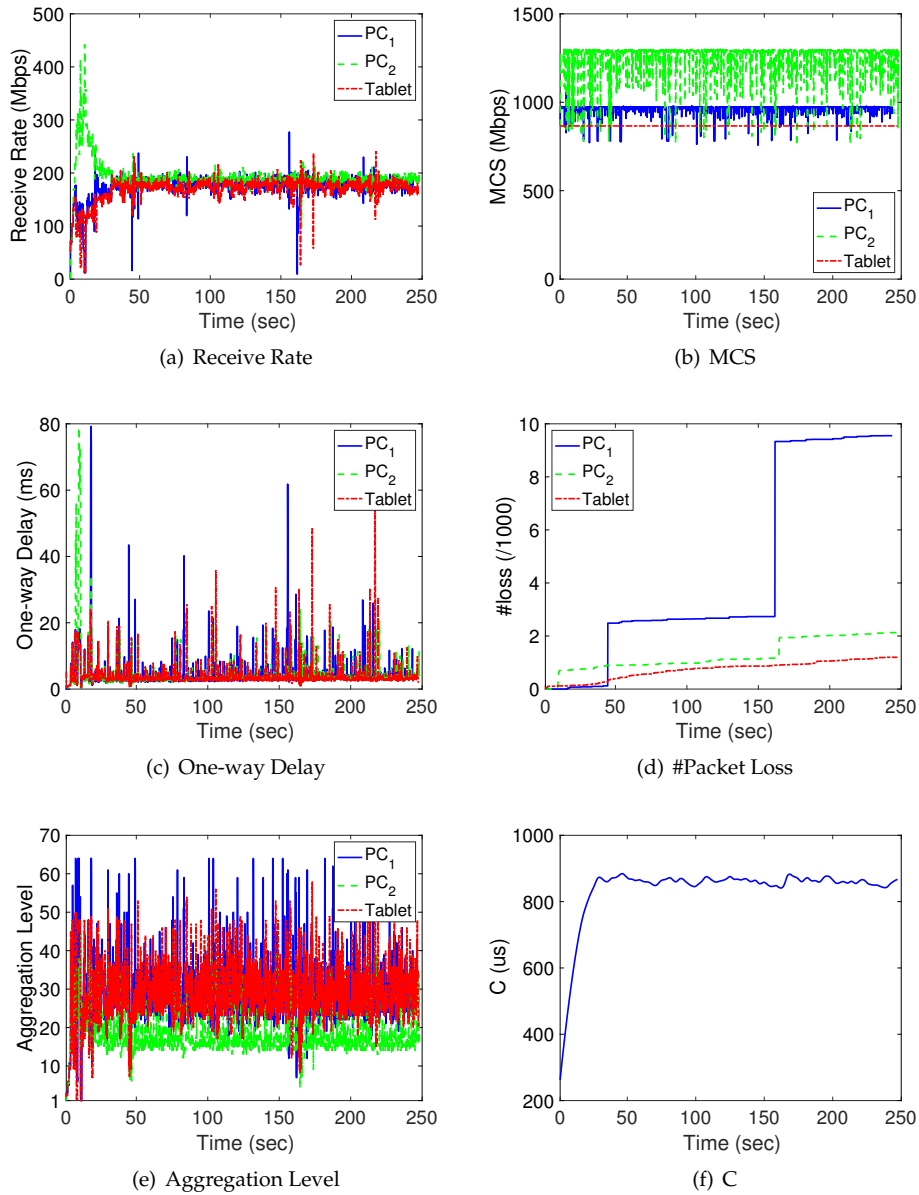 500
400
300
200
100
0
Receive Rate (Mbps)
PC1
PC2
Tablet
0 50 100 150 200 250
Time (sec)
(a) Receive Rate
1500
1000
500
0
MCS (Mbps)
PC1
PC2
Tablet
0 50 100 150 200 250
Time (sec)
(b) MCS
80
60
40
20
0
One-way Delay (ms)
PC1
PC2
Tablet
0 50 100 150 200 250
Time (sec)
(c) One-way Delay
10
8
6
4
2
0
#loss (/1000)
PC1
PC2
Tablet
0 50 100 150 200 250
Time (sec)
(d) #Packet Loss
70
60
50
40
30
20
10
1
Aggregation Level
PC1
PC2
Tablet
0 50 100 150 200 250
Time (sec)
(e) Aggregation Level
1000
800
600
400
200
C (us)
0 50 100 150 200 250
Time (sec)
(f) C